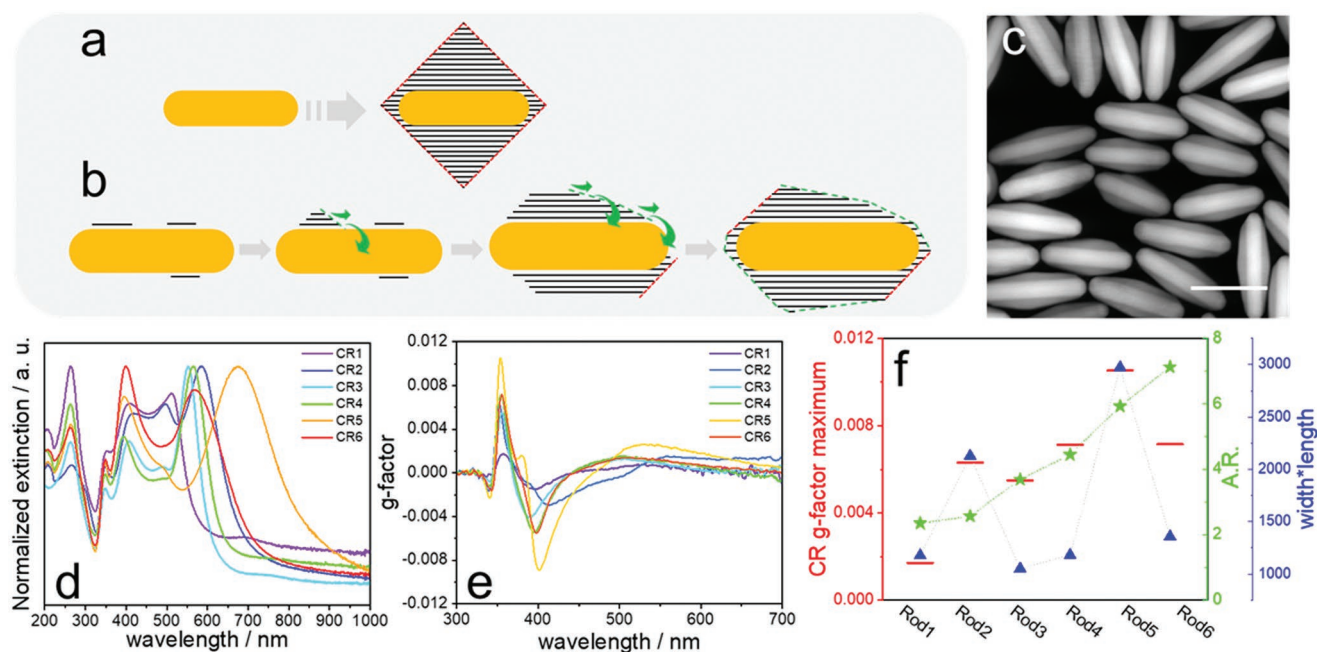 a
b
c
Normalized extinction / a. u.
CR1
CR2
CR3
CR4
CR5
CR6
d
200 300 400 500 600 700 800 900 1000
wavelength / nm
g-factor
0.012
0.008
0.004
0.000
-0.004
-0.008
-0.012
CR1
CR2
CR3
CR4
CR5
CR6
e
300 400 500 600 700
wavelength / nm
CR g-factor maximum
0.012
0.008
0.004
0.000
f
Rod1 Rod2 Rod3 Rod4 Rod5 Rod6
8
6
4
2
0
A.R.
3000
2500
2000
1500
1000
width*length